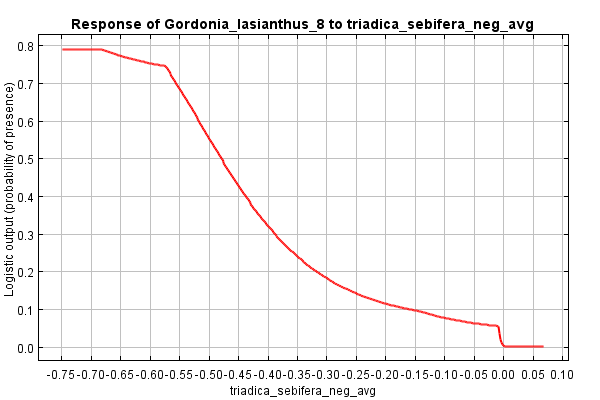 Response of Gordonia_lasianthus_8 to triadica_sebifera_neg_avg
Logistic output (probability of presence)
0.8
0.7
0.6
0.5
0.4
0.3
0.2
0.1
0.0
-0.75 -0.70 -0.65 -0.60 -0.55 -0.50 -0.45 -0.40 -0.35 -0.30 -0.25 -0.20 -0.15 -0.10 -0.05 0.00 0.05 0.10
triadica_sebifera_neg_avg